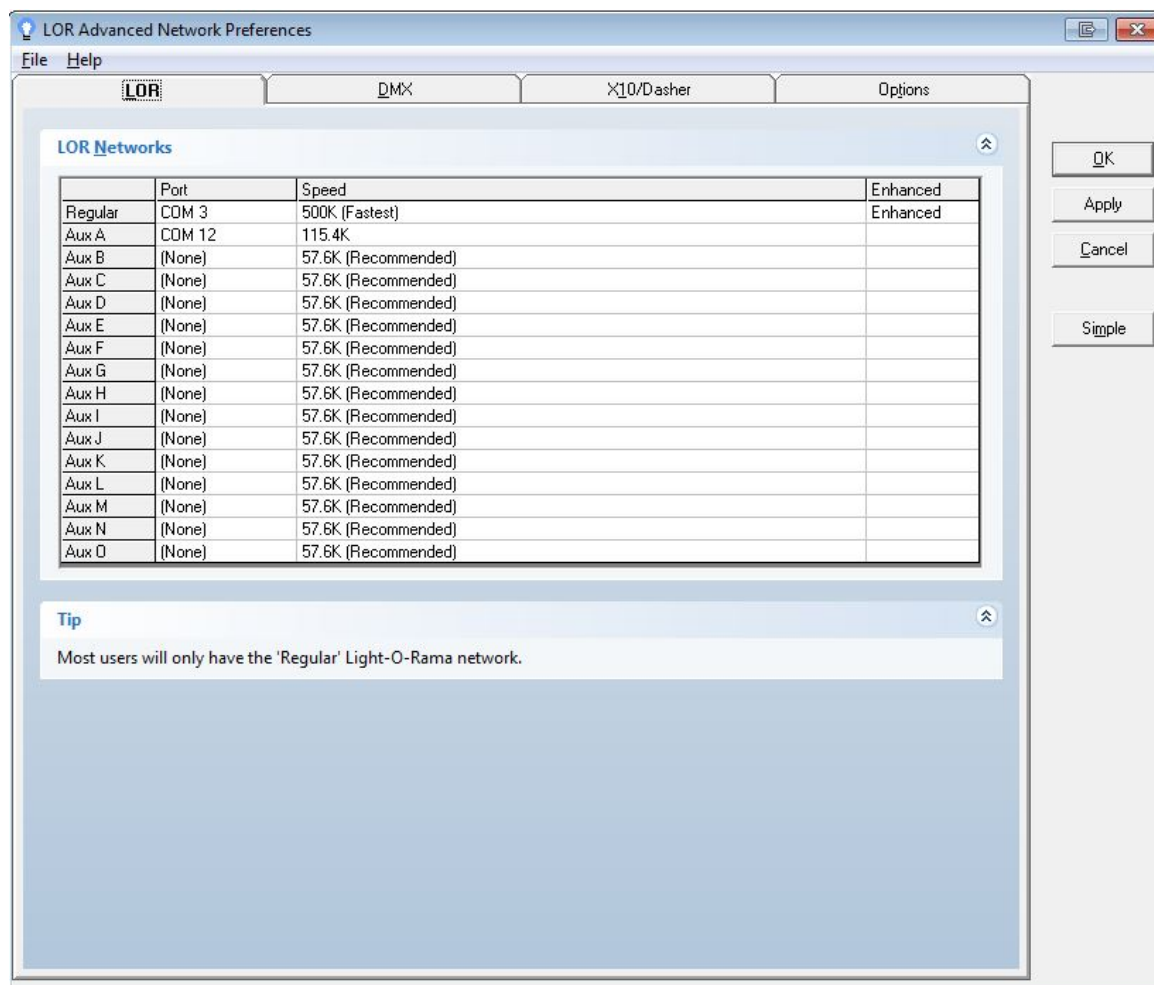 LOR Advanced Network Preferences
File Help
LOR DMX X10/Dasher Options
LOR Networks
Port Speed Enhanced
Regular COM 3 500K (Fastest) Enhanced
Aux A COM 12 115.4K
Aux B (None) 57.6K (Recommended)
Aux C (None) 57.6K (Recommended)
Aux D (None) 57.6K (Recommended)
Aux E (None) 57.6K (Recommended)
Aux F (None) 57.6K (Recommended)
Aux G (None) 57.6K (Recommended)
Aux H (None) 57.6K (Recommended)
Aux I (None) 57.6K (Recommended)
Aux J (None) 57.6K (Recommended)
Aux K (None) 57.6K (Recommended)
Aux L (None) 57.6K (Recommended)
Aux M (None) 57.6K (Recommended)
Aux N (None) 57.6K (Recommended)
Aux O (None) 57.6K (Recommended)
Tip
Most users will only have the 'Regular' Light-O-Rama network.
OK
Apply
Cancel
Simple